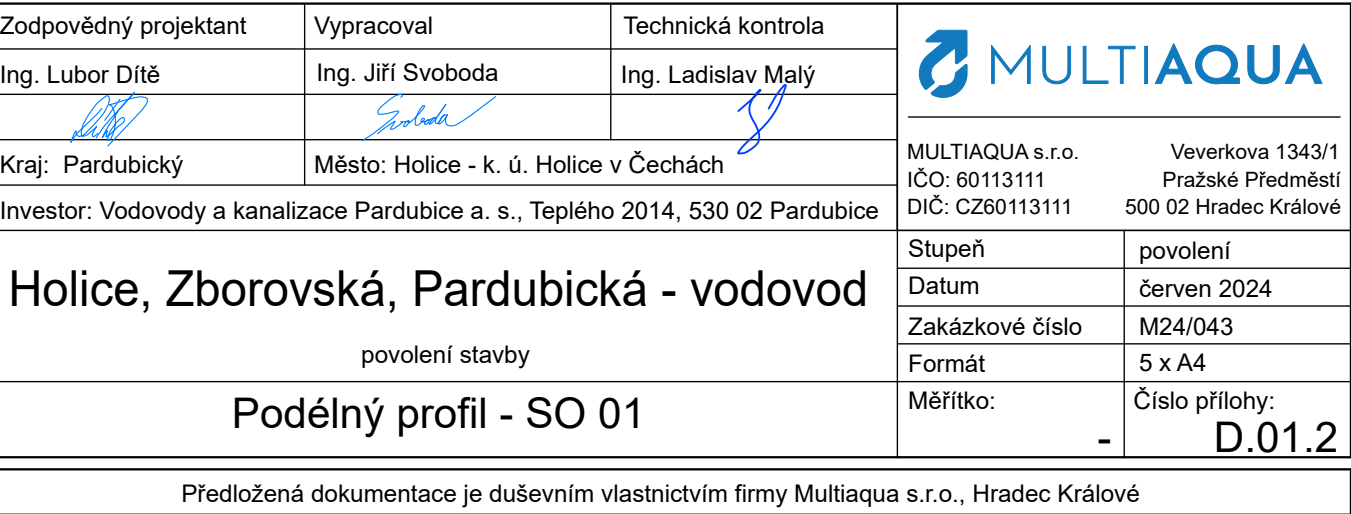 Zodpovědný projektant
Vypracoval
Technická kontrola
Ing. Lubor Dítě
Ing. Jiří Svoboda
Ing. Ladislav Malý
Svoboda
Kraj: Pardubický
Město: Holice - k. ú. Holice v Čechách
Investor: Vodovody a kanalizace Pardubice a. s., Teplého 2014, 530 02 Pardubice
MULTIAQUA
MULTIAQUA s.r.o.
IČO: 60113111
DIČ: CZ60113111
Veverkova 1343/1
Pražské Předměstí
500 02 Hradec Králové
Holice, Zborovská, Pardubická - vodovod
povolení stavby
Podélný profil - SO 01
Stupeň povolení
Datum červen 2024
Zakázkové číslo M24/043
Formát 5 x A4
Měřítko:
-
Číslo přílohy:
D.01.2
Předložená dokumentace je duševním vlastnictvím firmy Multiaqua s.r.o., Hradec Králové